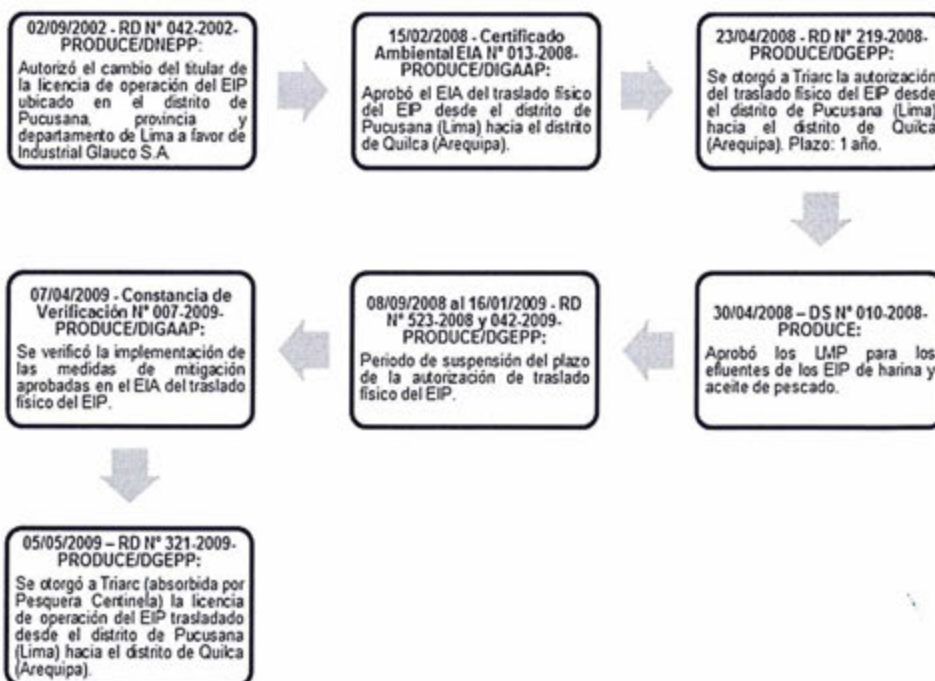 02/09/2002 - RD N° 042-2002-
PRODUCE/DNEPP:
Autorizó el cambio del titular de
la licencia de operación del EIP
ubicado en el distrito de
Pucusana, provincia y
departamento de Lima a favor de
Industrial Glauco S.A.
15/02/2008 - Certificado
Ambiental EIA N° 013-2008-
PRODUCE/DIGAAP:
Aprobó el EIA del traslado físico
del EIP desde el distrito de
Pucusana (Lima) hacia el distrito
de Quilca (Arequipa).
23/04/2008 - RD N° 219-2008-
PRODUCE/DGEPP:
Se otorgó a Triarc la autorización
del traslado físico del EIP desde
el distrito de Pucusana (Lima)
hacia el distrito de Quilca
(Arequipa). Plazo: 1 año.
30/04/2008 – DS N° 010-2008-
PRODUCE:
Aprobó los LMP para los
efluentes de los EIP de harina y
aceite de pescado.
08/09/2008 al 16/01/2009 - RD
N° 523-2008 y 042-2009-
PRODUCE/DGEPP:
Periodo de suspensión del plazo
de la autorización de traslado
físico del EIP.
07/04/2009 - Constancia de
Verificación N° 007-2009-
PRODUCE/DIGAAP:
Se verificó la implementación de
las medidas de mitigación
aprobadas en el EIA del traslado
físico del EIP.
05/05/2009 – RD N° 321-2009-
PRODUCE/DGEPP:
Se otorgó a Triarc (absorbida por
Pesquera Centinela) la licencia
de operación del EIP trasladado
desde el distrito de Pucusana
(Lima) hacia el distrito de Quilca
(Arequipa).